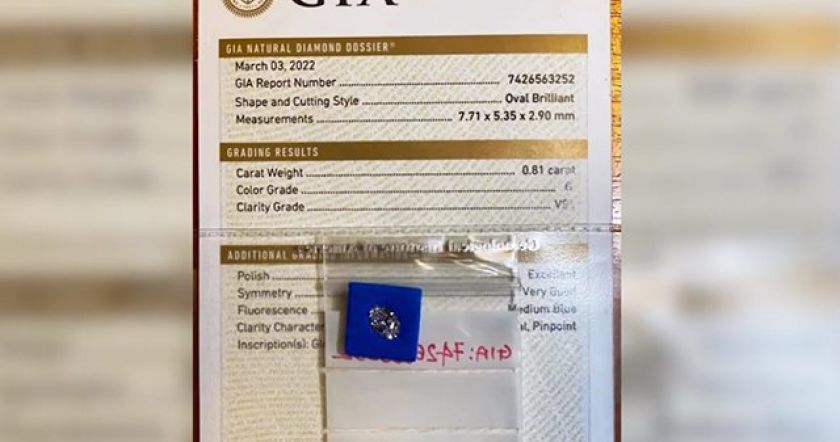 GIA
GIA NATURAL DIAMOND DOSSIER®
March 03, 2022
GIA Report Number 7426563252
Shape and Cutting Style Oval Brilliant
Measurements 7.71 x 5.35 x 2.90 mm
GRADING RESULTS
Carat Weight 0.81 carat
Color Grade G
Clarity Grade
ADDITIONAL
Polish Excellent
Symmetry Very Good
Fluorescence Medium Blue
Clarity Pinpoint
Inscription(s):
GIA: 7426